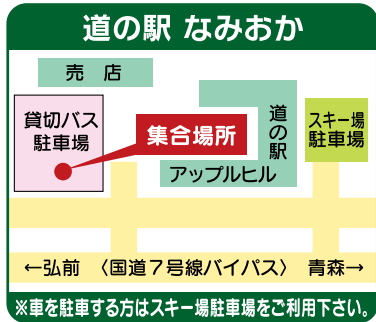 道の駅 なみおか
売 店
貸切バス
駐車場
集合場所
道の駅
アップルヒル
スキー場
駐車場
←弘前 〈国道7号線バイパス〉 青森→
※車を駐車する方はスキー場駐車場をご利用下さい。